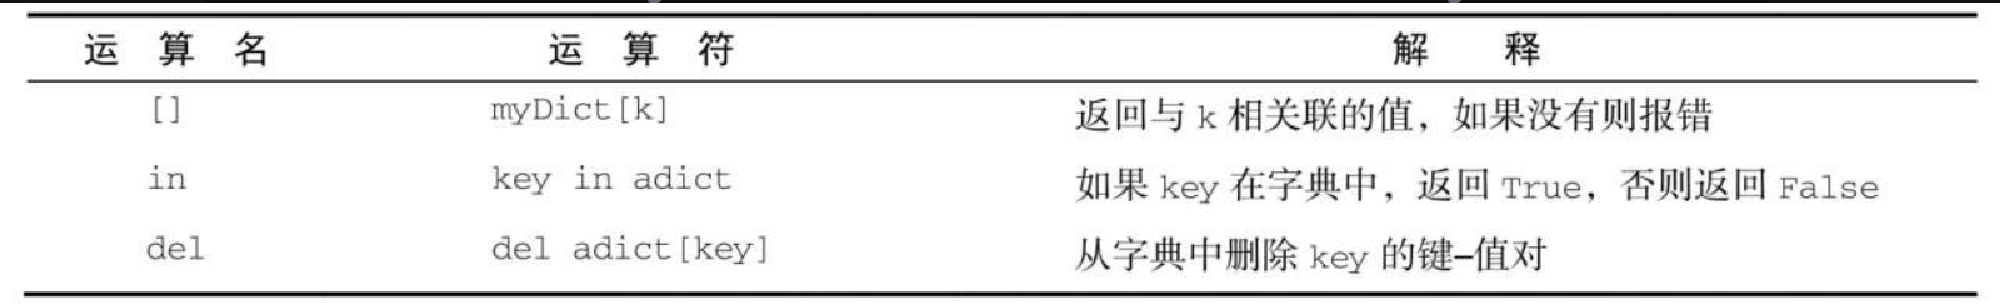 运 算 名 运 算 符 解 释
[] myDict[k] 返回与 k 相关联的值，如果没有则报错
in key in adict 如果 key 在字典中，返回 True，否则返回 False
del del adict[key] 从字典中删除 key 的键–值对